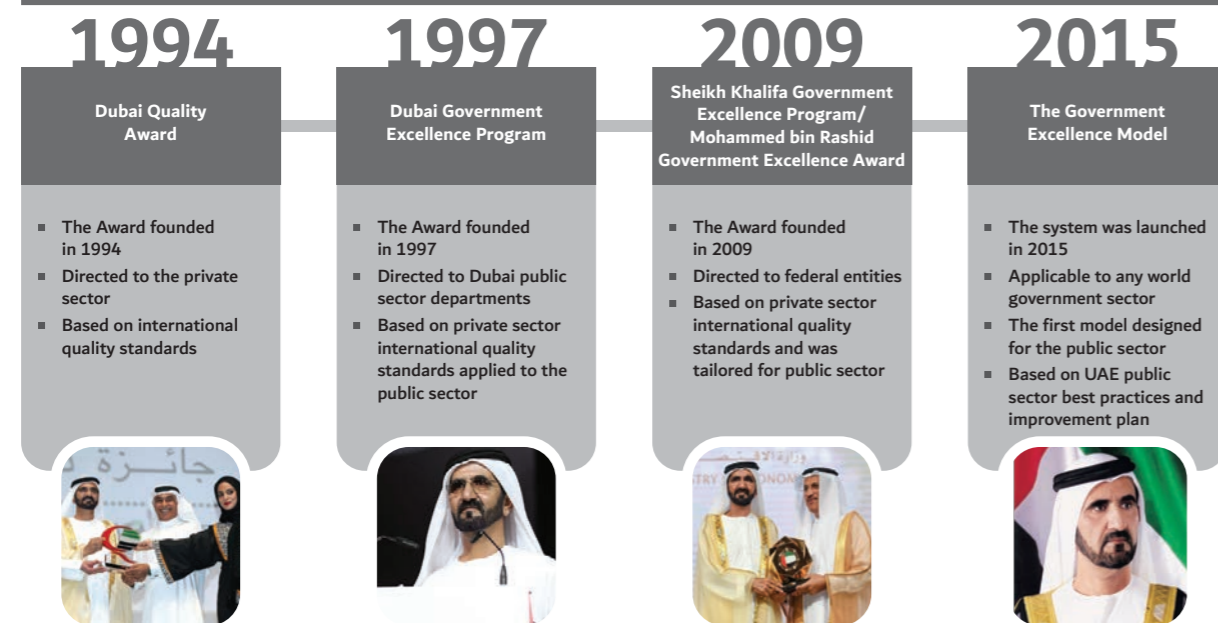 1994
Dubai Quality
Award
The Award founded
in 1994
Directed to the private
sector
Based on international
quality standards
1997
Dubai Government
Excellence Program
The Award founded
in 1997
Directed to Dubai public
sector departments
Based on private sector
international quality
standards applied to the
public sector
2009
Sheikh Khalifa Government
Excellence Program/
Mohammed bin Rashid
Government Excellence Award
The Award founded
in 2009
Directed to federal entities
Based on private sector
international quality
standards and was
tailored for public sector
2015
The Government
Excellence Model
The system was launched
in 2015
Applicable to any world
government sector
The first model designed
for the public sector
Based on UAE public
sector best practices and
improvement plan
جائزة